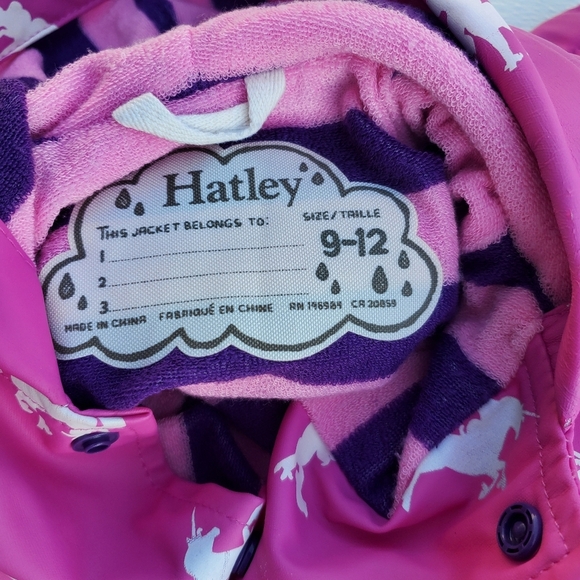 Hatley
THIS JACKET BELONGS TO:
SIZE/TAILLE
9-12
1
2
3
MADE IN CHINA FABRIQUÉ EN CHINE RN 146984 CA 30859